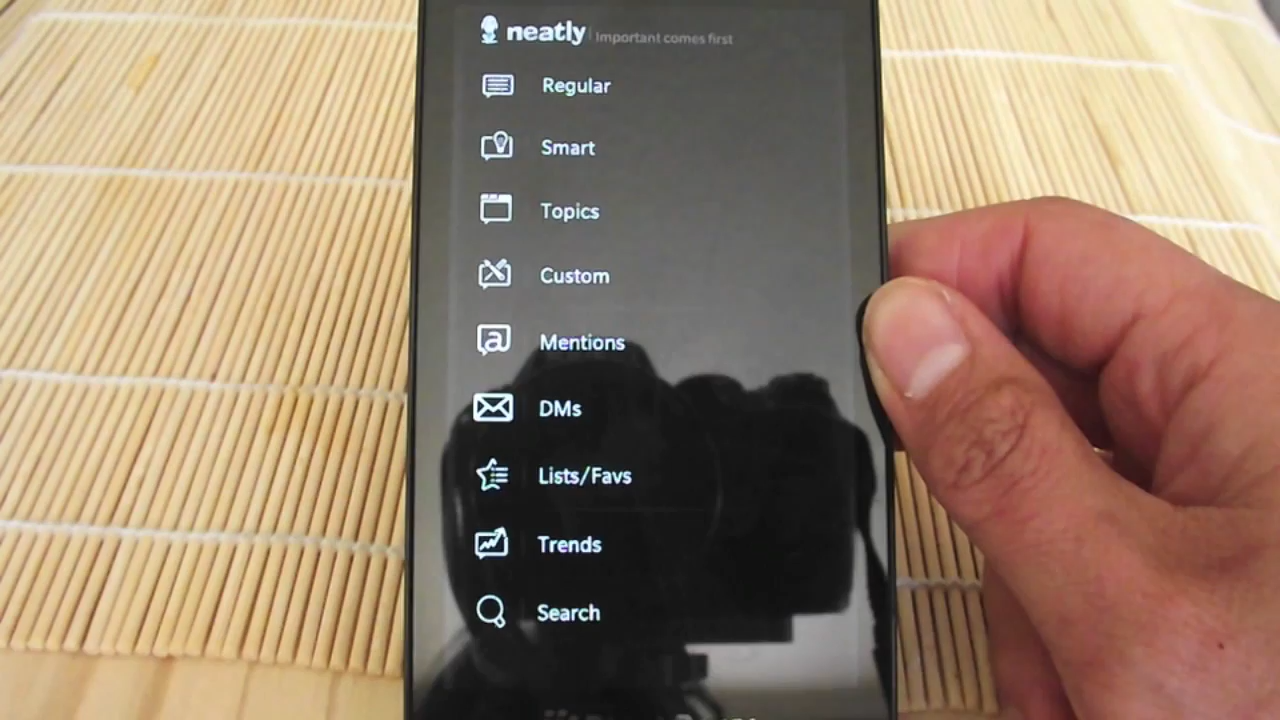 neatly Important comes first
Regular
Smart
Topics
Custom
Mentions
DMs
Lists/Favs
Trends
Search